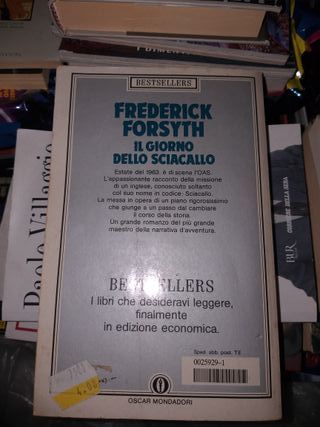 BESTSELLERS
FREDERICK
FORSYTH
IL GIORNO
DELLO SCIACALLO
Estate del 1963: è di scena l'OAS.
L'appassionante racconto della missione
di un inglese, conosciuto soltanto
col suo nome in codice: Sciacallo.
La messa in opera di un piano rigorosissimo
che giunge a un passo dal cambiare
il corso della storia.
Un grande romanzo del più grande
maestro della narrativa d'avventura.
BESTSELLERS
I libri che desideravi leggere,
finalmente
in edizione economica.
Sped. abb. post. TE
0025929-1
OSCAR MONDADORI
Paolo Villaggio
BUR
CORRIERE DELLA SERA